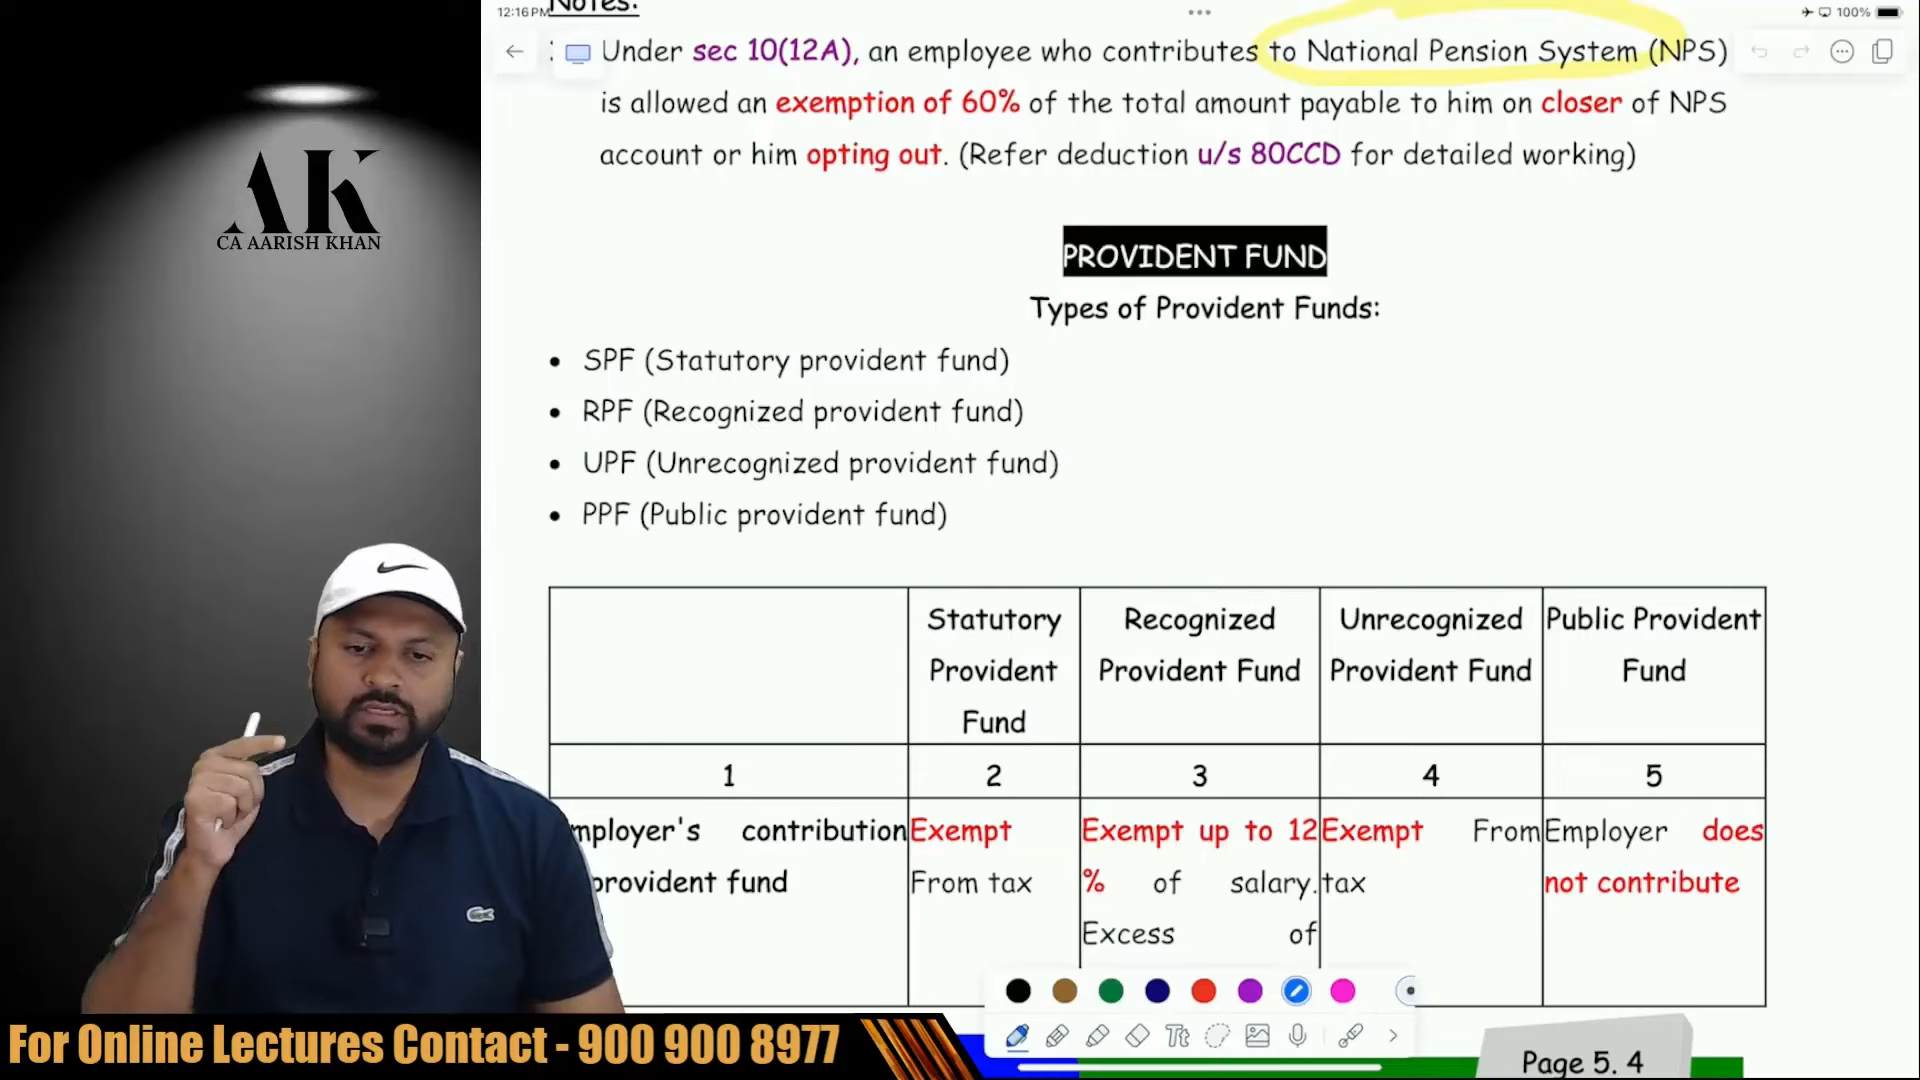 12:16 PM
100%
Notes:
Under sec 10(12A), an employee who contributes to National Pension System (NPS)
is allowed an exemption of 60% of the total amount payable to him on closer of NPS
account or him opting out. (Refer deduction u/s 80CCD for detailed working)
AK
CA AARISH KHAN
PROVIDENT FUND
Types of Provident Funds:
• SPF (Statutory provident fund)
• RPF (Recognized provident fund)
• UPF (Unrecognized provident fund)
• PPF (Public provident fund)
Statutory Provident Fund
Recognized Provident Fund
Unrecognized Provident Fund
Public Provident Fund
1 2 3 4 5
mployer's contribution
provident fund
Exempt
From tax
Exempt up to 12
% of salary.
Excess of
Exempt From
tax
Employer does
not contribute
Tt
For Online Lectures Contact - 900 900 8977
Page 5. 4